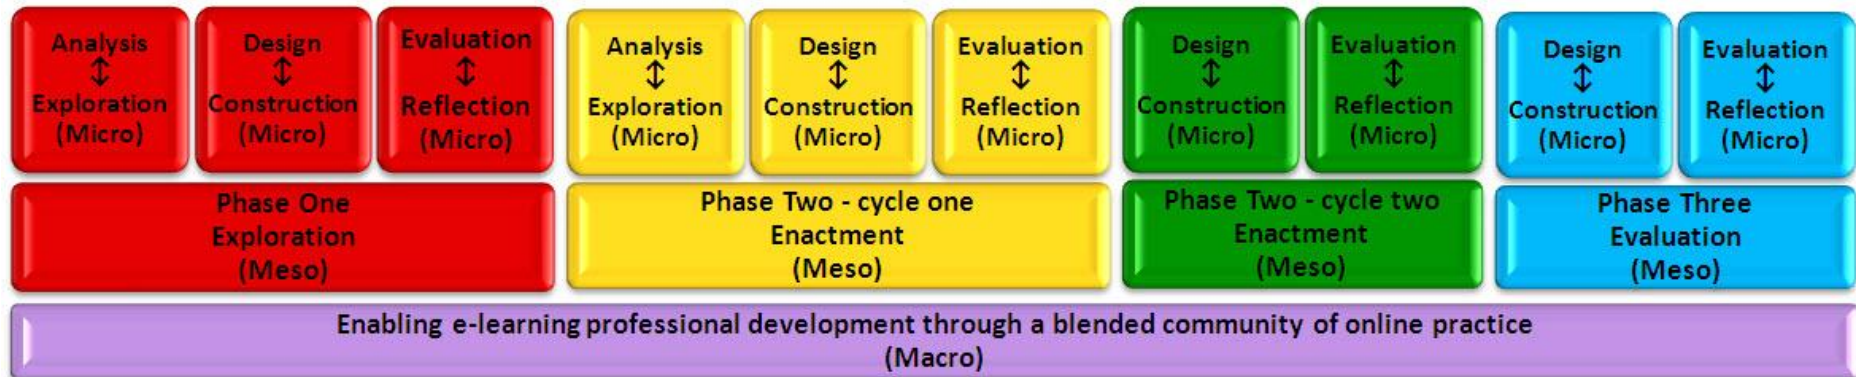 Analysis
↕
Exploration
(Micro)
Design
↕
Construction
(Micro)
Evaluation
↕
Reflection
(Micro)
Analysis
↕
Exploration
(Micro)
Design
↕
Construction
(Micro)
Evaluation
↕
Reflection
(Micro)
Design
↕
Construction
(Micro)
Evaluation
↕
Reflection
(Micro)
Design
↕
Construction
(Micro)
Evaluation
↕
Reflection
(Micro)
Phase One
Exploration
(Meso)
Phase Two - cycle one
Enactment
(Meso)
Phase Two - cycle two
Enactment
(Meso)
Phase Three
Evaluation
(Meso)
Enabling e-learning professional development through a blended community of online practice
(Macro)